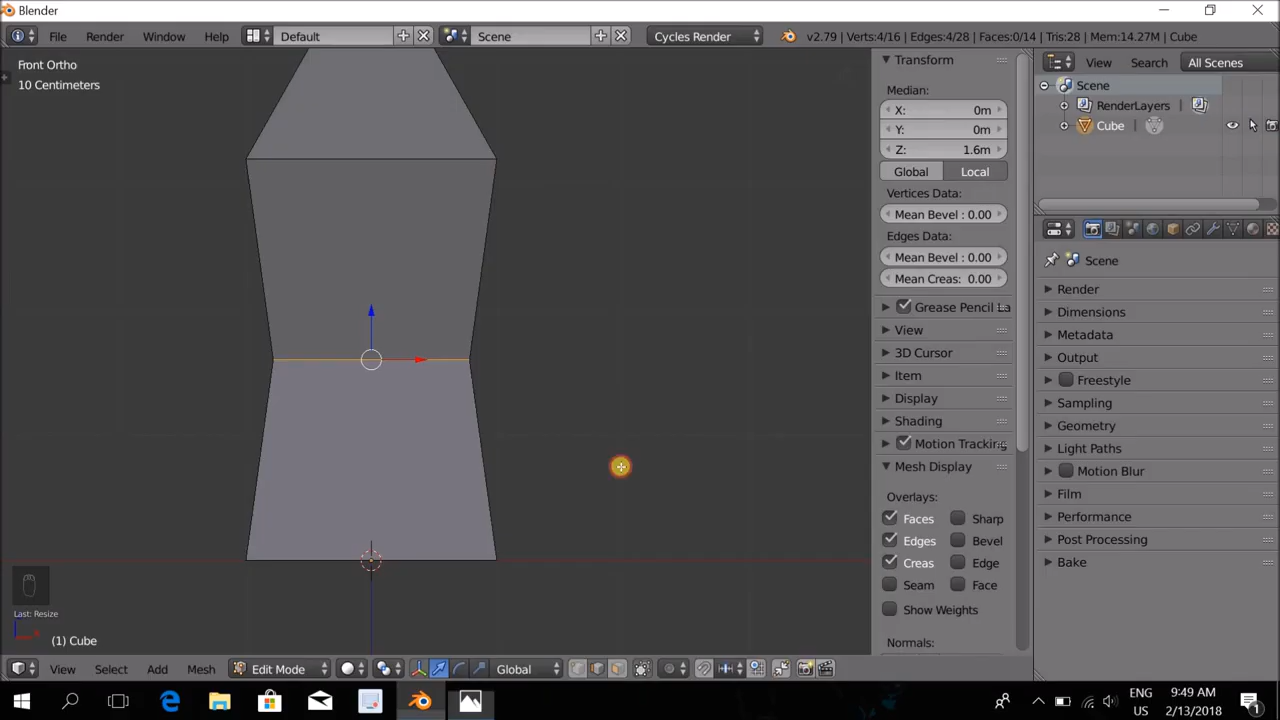 Blender
File Render Window Help Default Scene Cycles Render v2.79 | Verts:4/16 | Edges:4/28 | Faces:0/14 | Tris:28 | Mem:14.27M | Cube
Front Ortho
10 Centimeters
Last: Resize
(1) Cube
View Select Add Mesh Edit Mode Global
Transform
Median:
X: 0m
Y: 0m
Z: 1.6m
Global Local
Vertices Data:
Mean Bevel : 0.00
Edges Data:
Mean Bevel : 0.00
Mean Creas: 0.00
Grease Pencil La
View
3D Cursor
Item
Display
Shading
Motion Tracking
Mesh Display
Overlays:
Faces Sharp
Edges Bevel
Creas Edge
Seam Face
Show Weights
Normals:
View Search All Scenes
Scene
RenderLayers |
Cube |
Scene
Render
Dimensions
Metadata
Output
Freestyle
Sampling
Geometry
Light Paths
Motion Blur
Film
Performance
Post Processing
Bake
ENG
US
9:49 AM
2/13/2018
1